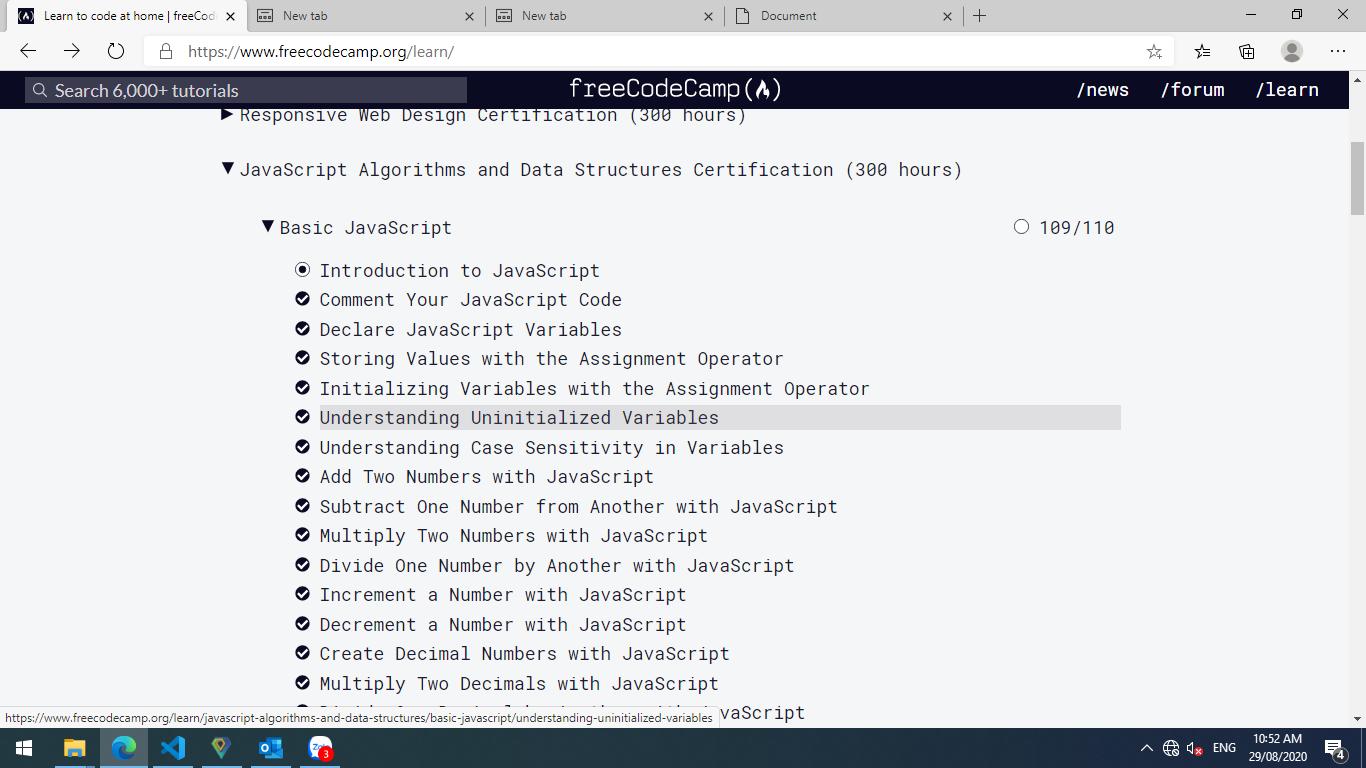 Learn to code at home | freeCod
New tab
New tab
Document
https://www.freecodecamp.org/learn/
Search 6,000+ tutorials
freeCodeCamp
/news
/forum
/learn
Responsive Web Design Certification (300 hours)
JavaScript Algorithms and Data Structures Certification (300 hours)
Basic JavaScript
109/110
Introduction to JavaScript
Comment Your JavaScript Code
Declare JavaScript Variables
Storing Values with the Assignment Operator
Initializing Variables with the Assignment Operator
Understanding Uninitialized Variables
Understanding Case Sensitivity in Variables
Add Two Numbers with JavaScript
Subtract One Number from Another with JavaScript
Multiply Two Numbers with JavaScript
Divide One Number by Another with JavaScript
Increment a Number with JavaScript
Decrement a Number with JavaScript
Create Decimal Numbers with JavaScript
Multiply Two Decimals with JavaScript
vaScript
https://www.freecodecamp.org/learn/javascript-algorithms-and-data-structures/basic-javascript/understanding-uninitialized-variables
3
ENG
10:52 AM
29/08/2020
4